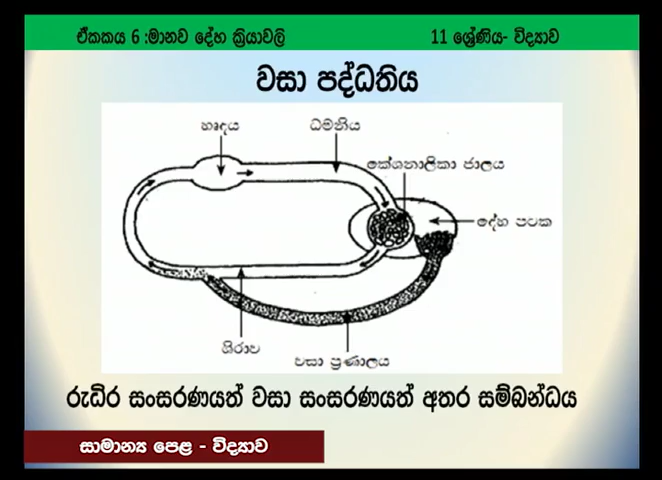 ඒකකය 6 :මානව දේහ ක්‍රියාවලි
11 ශ්‍රේණිය- විද්‍යාව
වසා පද්ධතිය
හෘදය
ධමනිය
කේශනාලිකා ජාලය
දේහ පටක
ශිරාව
වසා ප්‍රණාලය
රුධිර සංසරණයත් වසා සංසරණයත් අතර සම්බන්ධය
සාමාන්‍ය පෙළ - විද්‍යාව